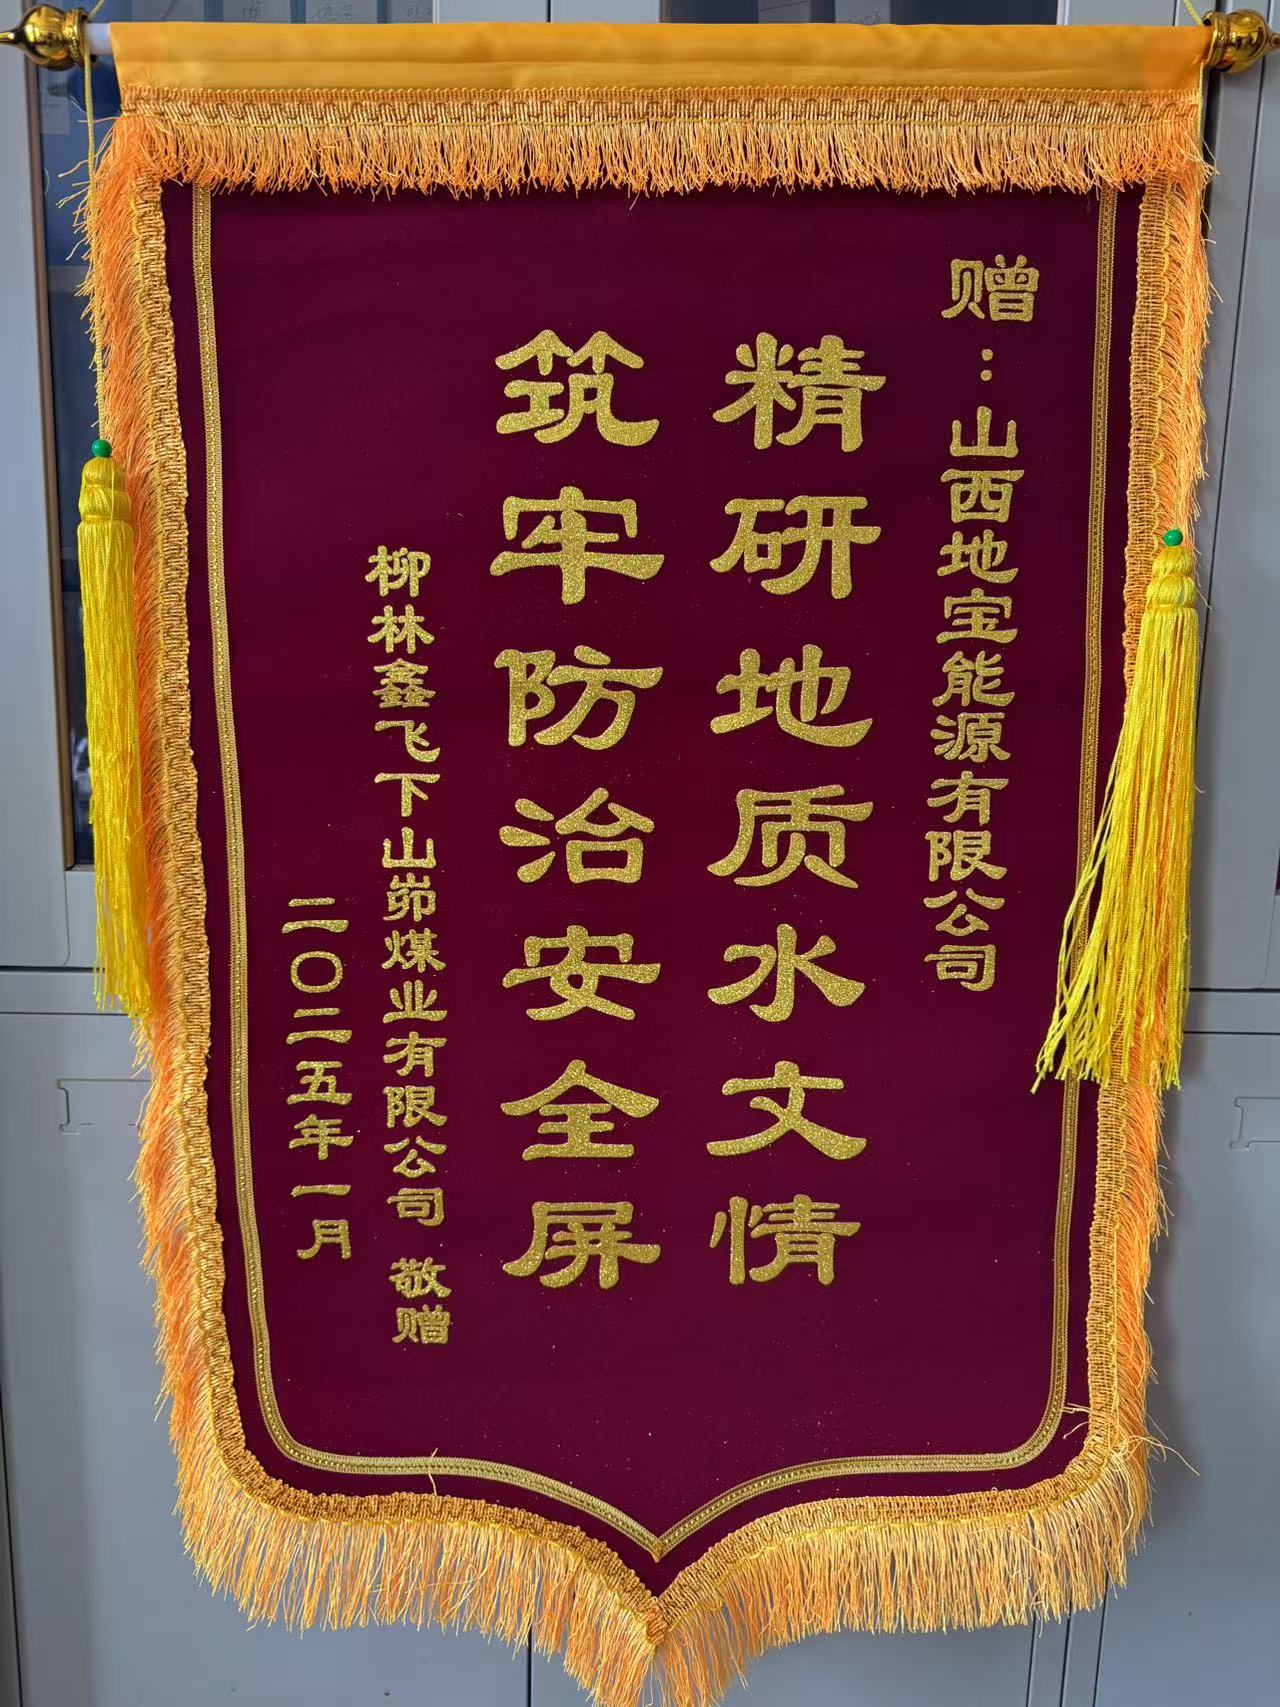 赠：山西地宝能源有限公司
精研地质水文情
筑牢防治安全屏
柳林鑫飞下山峁煤业有限公司 敬赠
二〇二五年一月